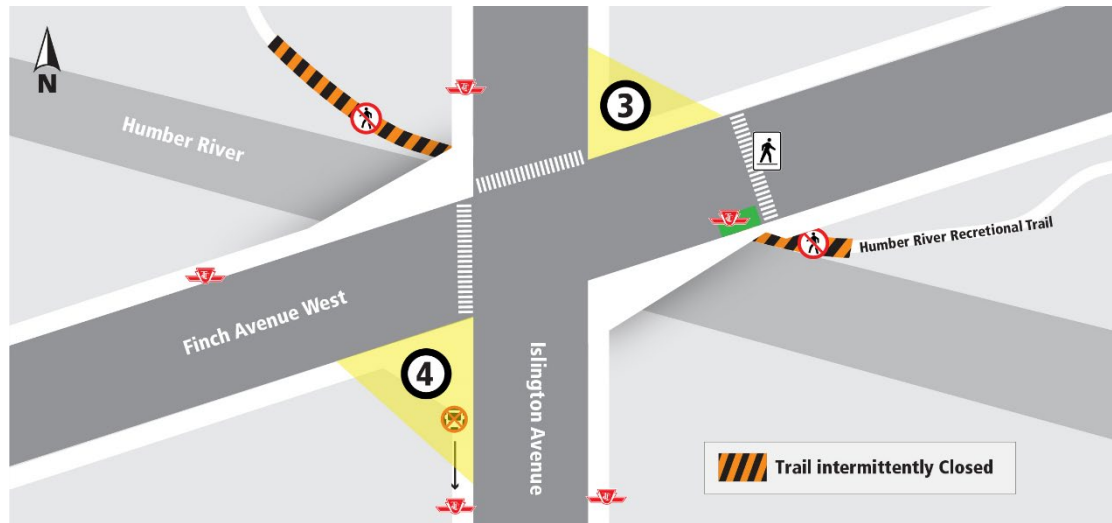 N
Humber River
3
Humber River Recretional Trail
Finch Avenue West
4
Islington Avenue
Trail intermittently Closed